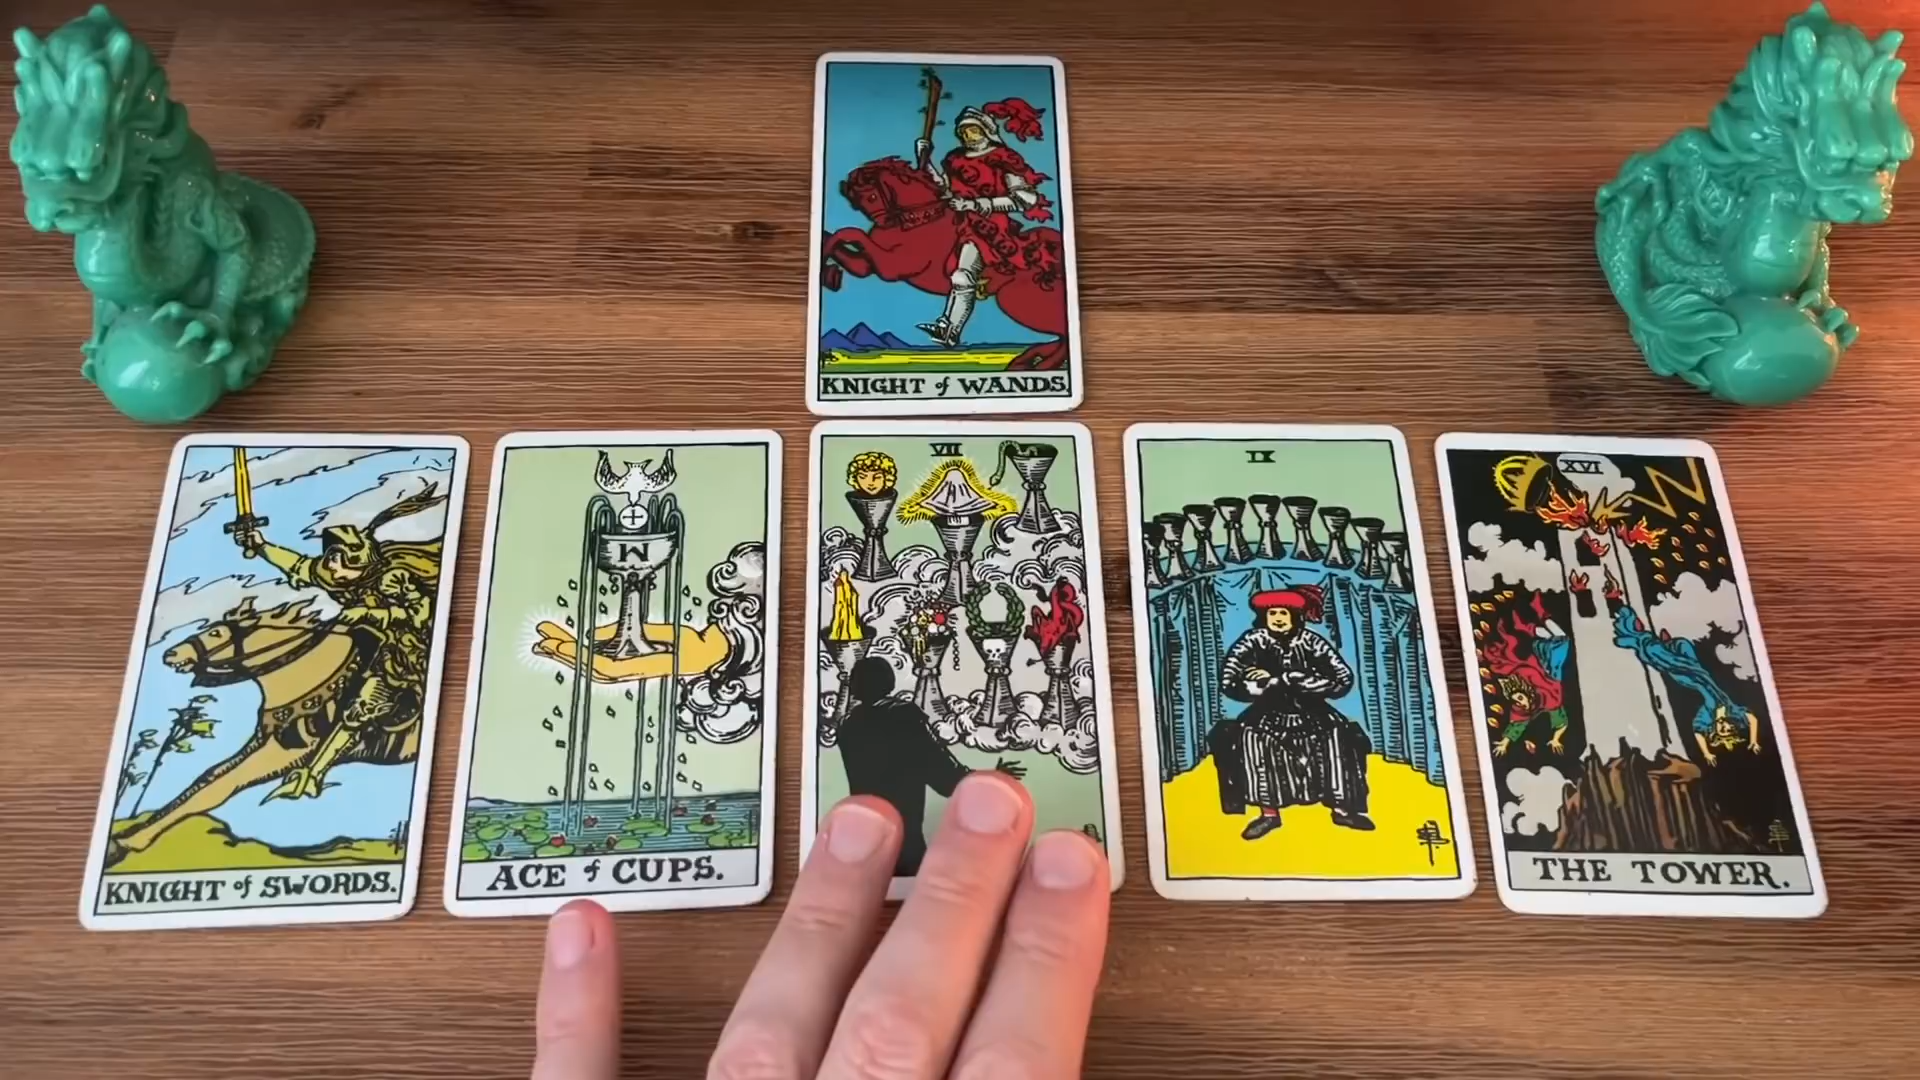 KNIGHT of WANDS.
KNIGHT of SWORDS.
W
ACE of CUPS.
VII
IX
XVI
THE TOWER.